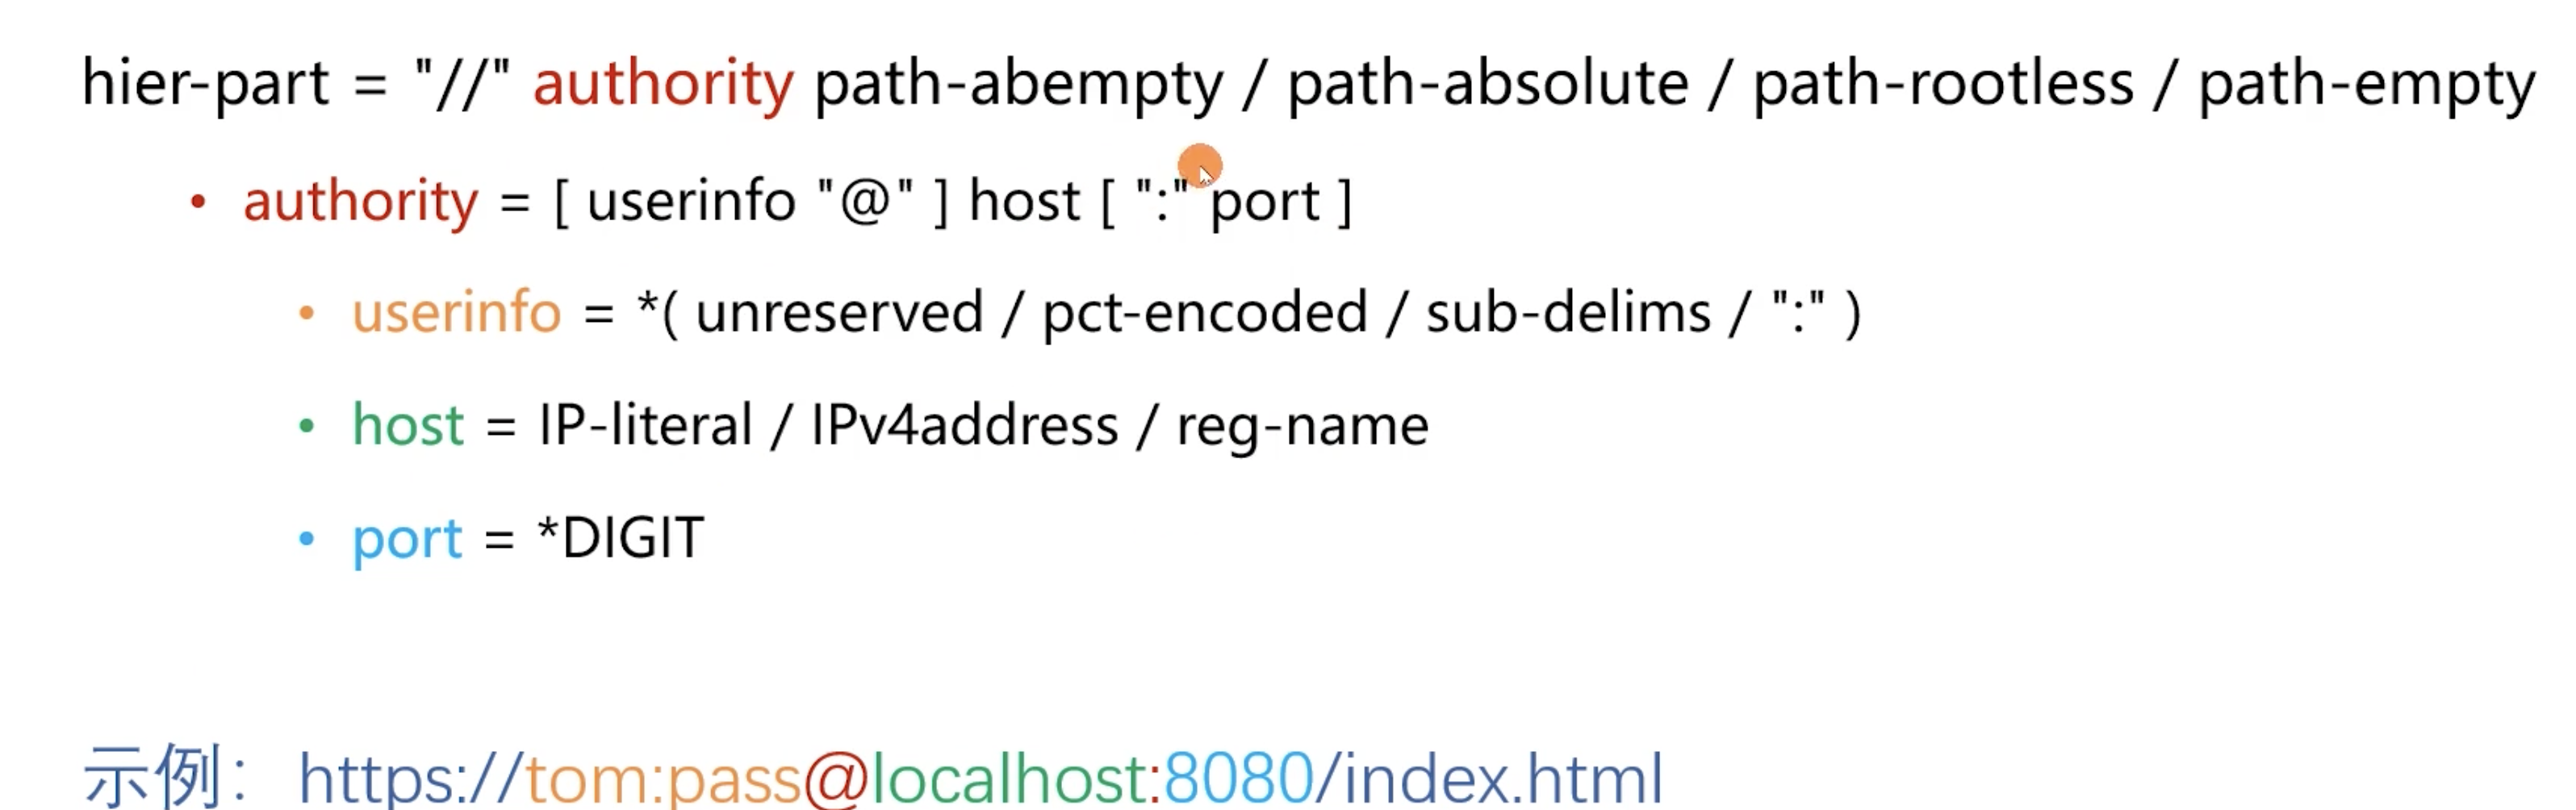 hier-part = "//" authority path-abempty / path-absolute / path-rootless / path-empty
• authority = [ userinfo "@" ] host [ ":" port ]
• userinfo = *( unreserved / pct-encoded / sub-delims / ":" )
• host = IP-literal / IPv4address / reg-name
• port = *DIGIT
示例：https://tom:pass@localhost:8080/index.html